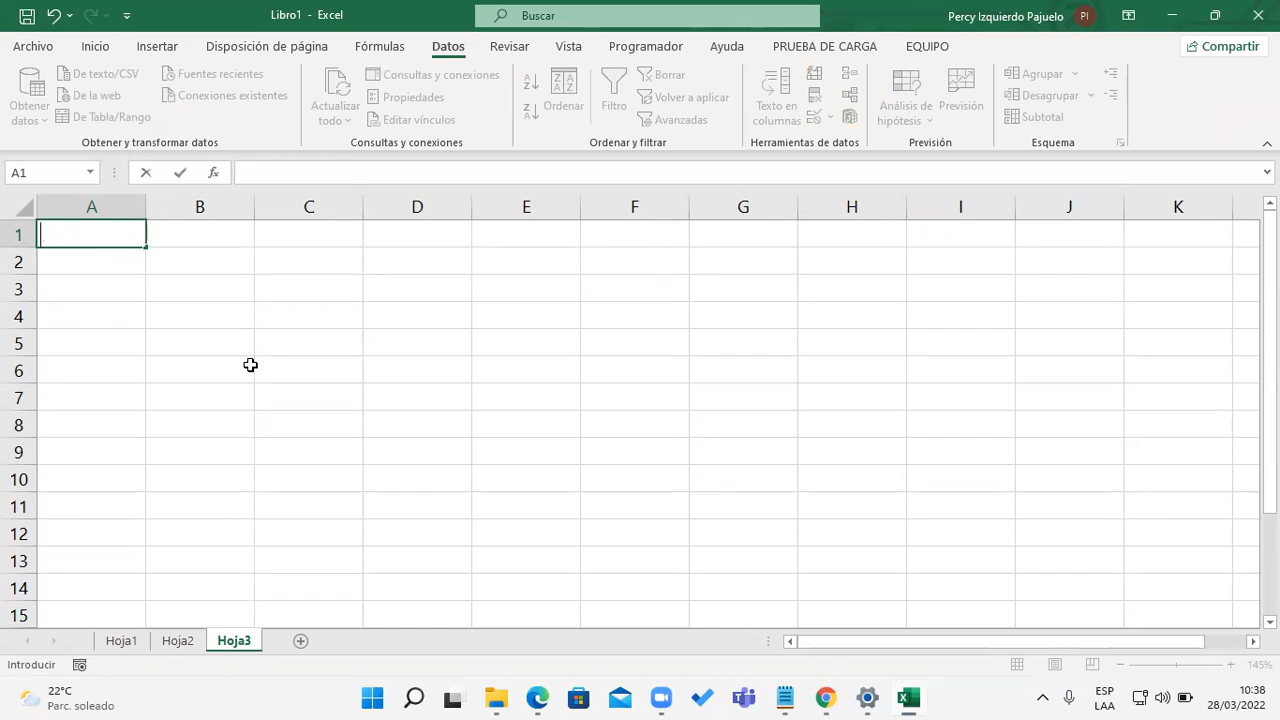 Libro1 - Excel
Buscar
Percy Izquierdo Pajuelo
PI
Archivo Inicio Insertar Disposición de página Fórmulas Datos Revisar Vista Programador Ayuda PRUEBA DE CARGA EQUIPO Compartir
De texto/CSV Fuentes recientes Consultas y conexiones Borrar Agrupar
De la web Conexiones existentes Propiedades Volver a aplicar Desagrupar
De Tabla/Rango Editar vínculos Avanzadas Subtotal
Obtener datos
Actualizar todo
Ordenar
Filtro
Texto en columnas
Análisis de hipótesis
Previsión
Obtener y transformar datos Consultas y conexiones Ordenar y filtrar Herramientas de datos Previsión Esquema
A1 fx
A B C D E F G H I J K
1
2
3
4
5
6
7
8
9
10
11
12
13
14
15
Hoja1 Hoja2 Hoja3
Introducir 145%
22°C
Parc. soleado
ESP
LAA
10:38
28/03/2022